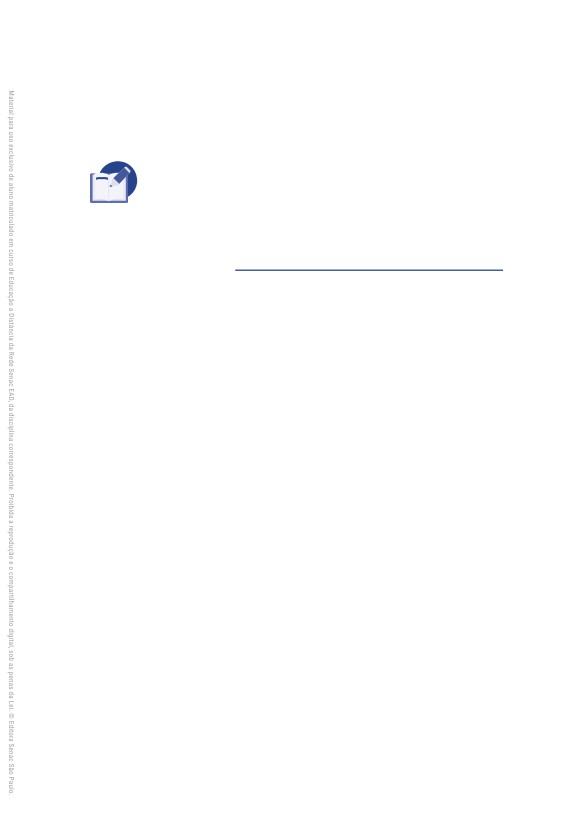 Material para uso exclusivo de aluno matriculado em curso de Educação a Distância da Rede Senac EAD, da disciplina correspondente. Proibida a reprodução e o compartilhamento digital, sob as penas da Lei. © Editora Senac São Paulo.